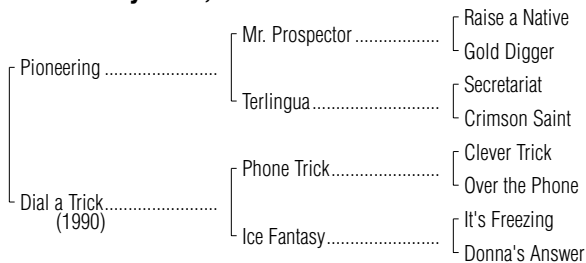 Raise a Native
Mr. Prospector
Gold Digger
Pioneering
Secretariat
Terlingua
Crimson Saint
Clever Trick
Phone Trick
Over the Phone
Dial a Trick
(1990)
It's Freezing
Ice Fantasy
Donna's Answer